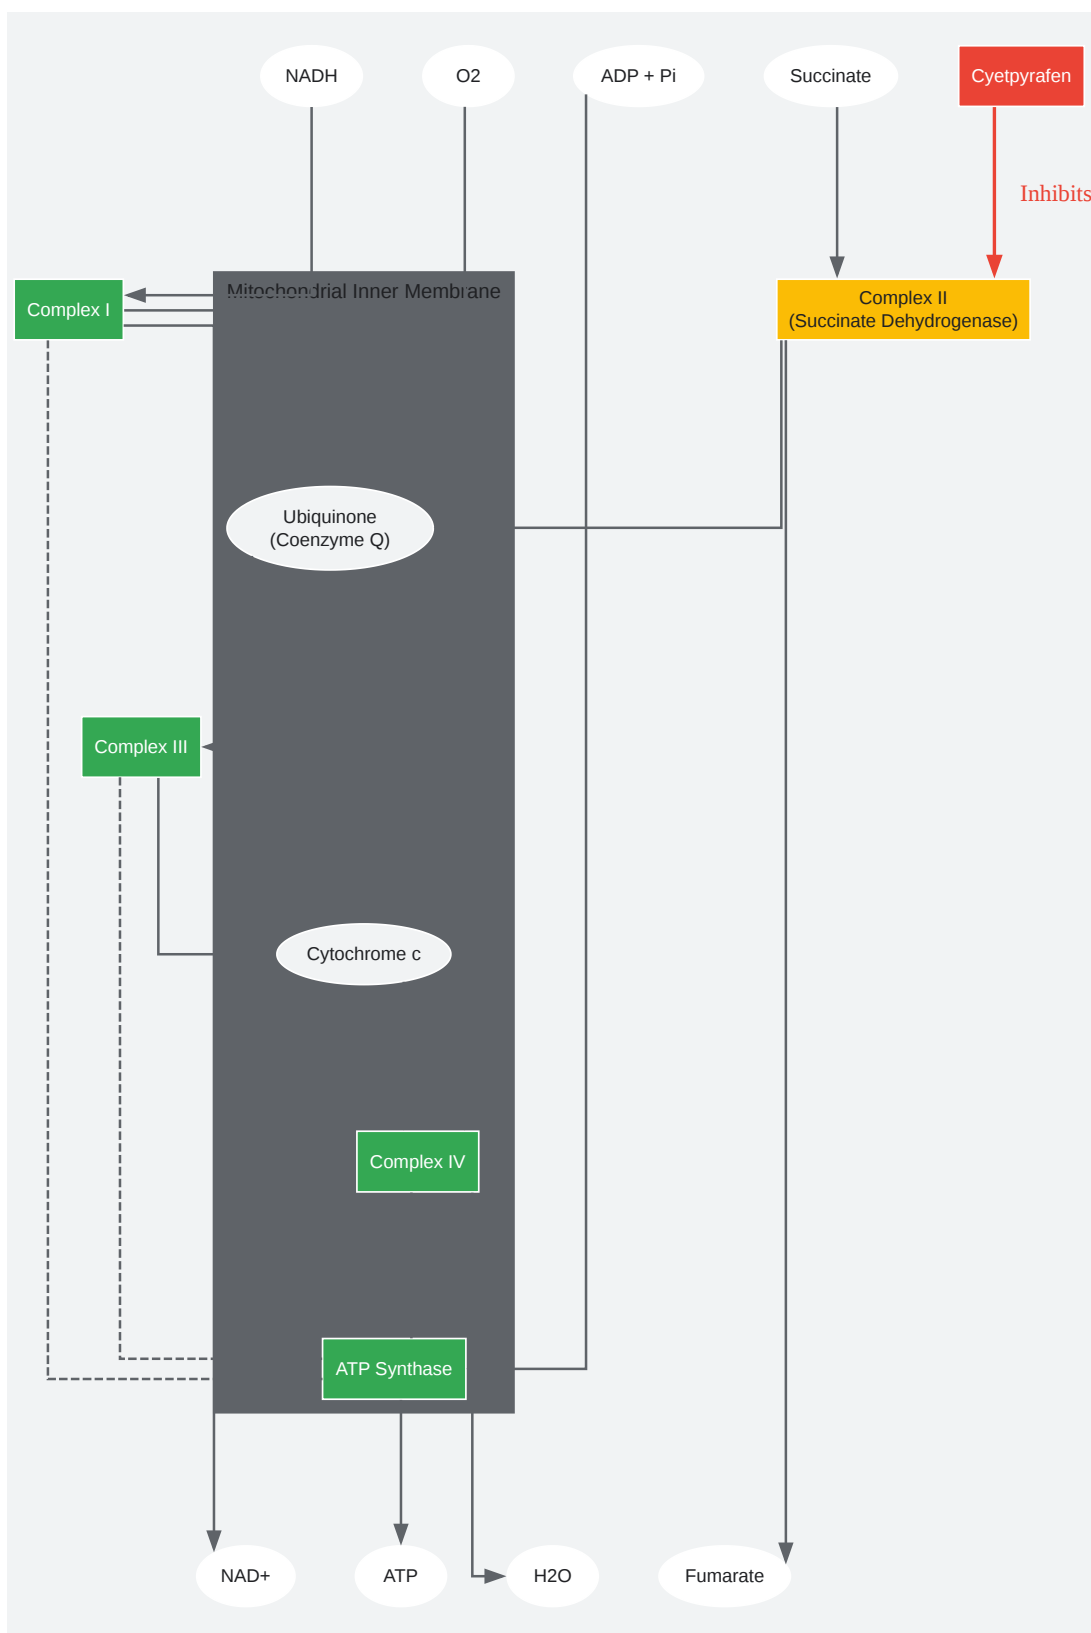 NADH
O2
ADP + Pi
Succinate
Cyetpyrafen
Inhibits
Mitochondrial Inner Membrane
Complex I
Complex II
(Succinate Dehydrogenase)
Ubiquinone
(Coenzyme Q)
Complex III
Cytochrome c
Complex IV
ATP Synthase
NAD+
ATP
H2O
Fumarate